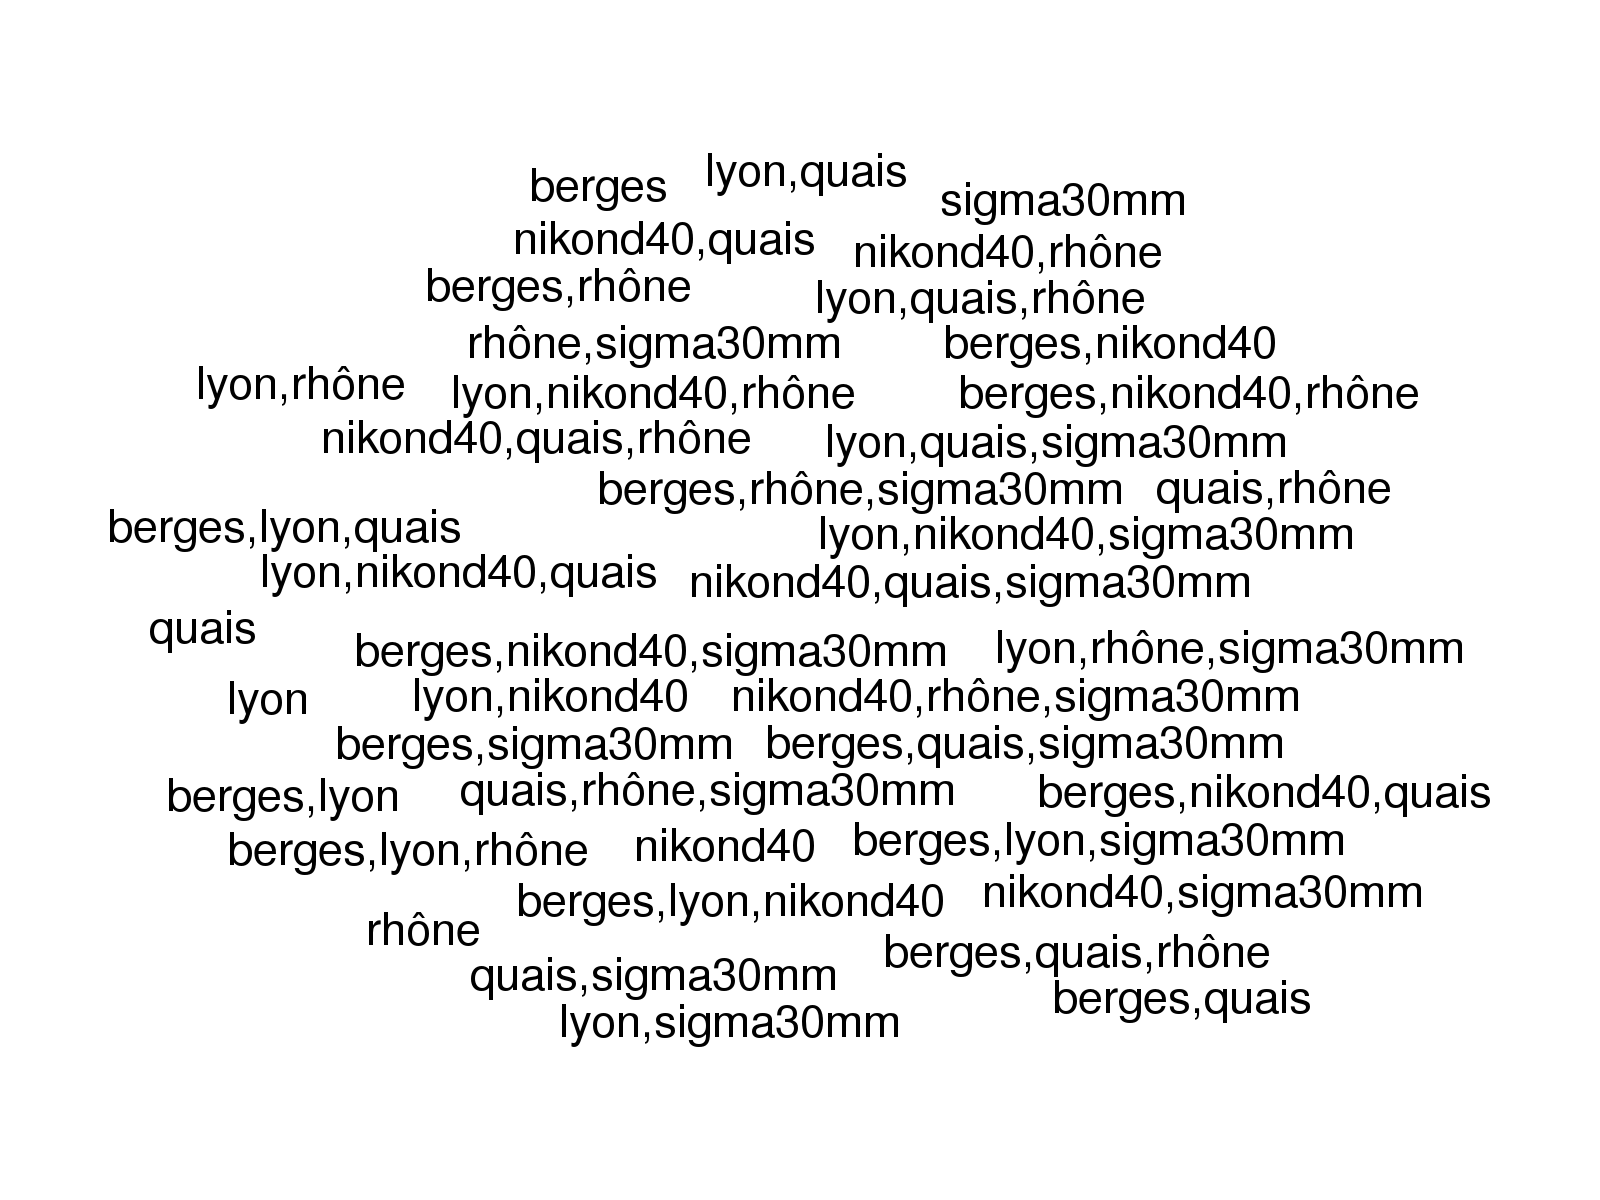 berges lyon,quais sigma30mm
nikond40,quais nikond40,rhône
berges,rhône lyon,quais,rhône
rhône,sigma30mm berges,nikond40
lyon,rhône lyon,nikond40,rhône berges,nikond40,rhône
nikond40,quais,rhône lyon,quais,sigma30mm
berges,rhône,sigma30mm quais,rhône
berges,lyon,quais lyon,nikond40,sigma30mm
lyon,nikond40,quais nikond40,quais,sigma30mm
quais berges,nikond40,sigma30mm lyon,rhône,sigma30mm
lyon lyon,nikond40 nikond40,rhône,sigma30mm
berges,sigma30mm berges,quais,sigma30mm
berges,lyon quais,rhône,sigma30mm berges,nikond40,quais
berges,lyon,rhône nikond40 berges,lyon,sigma30mm
berges,lyon,nikond40 nikond40,sigma30mm
rhône berges,quais,rhône
quais,sigma30mm berges,quais
lyon,sigma30mm